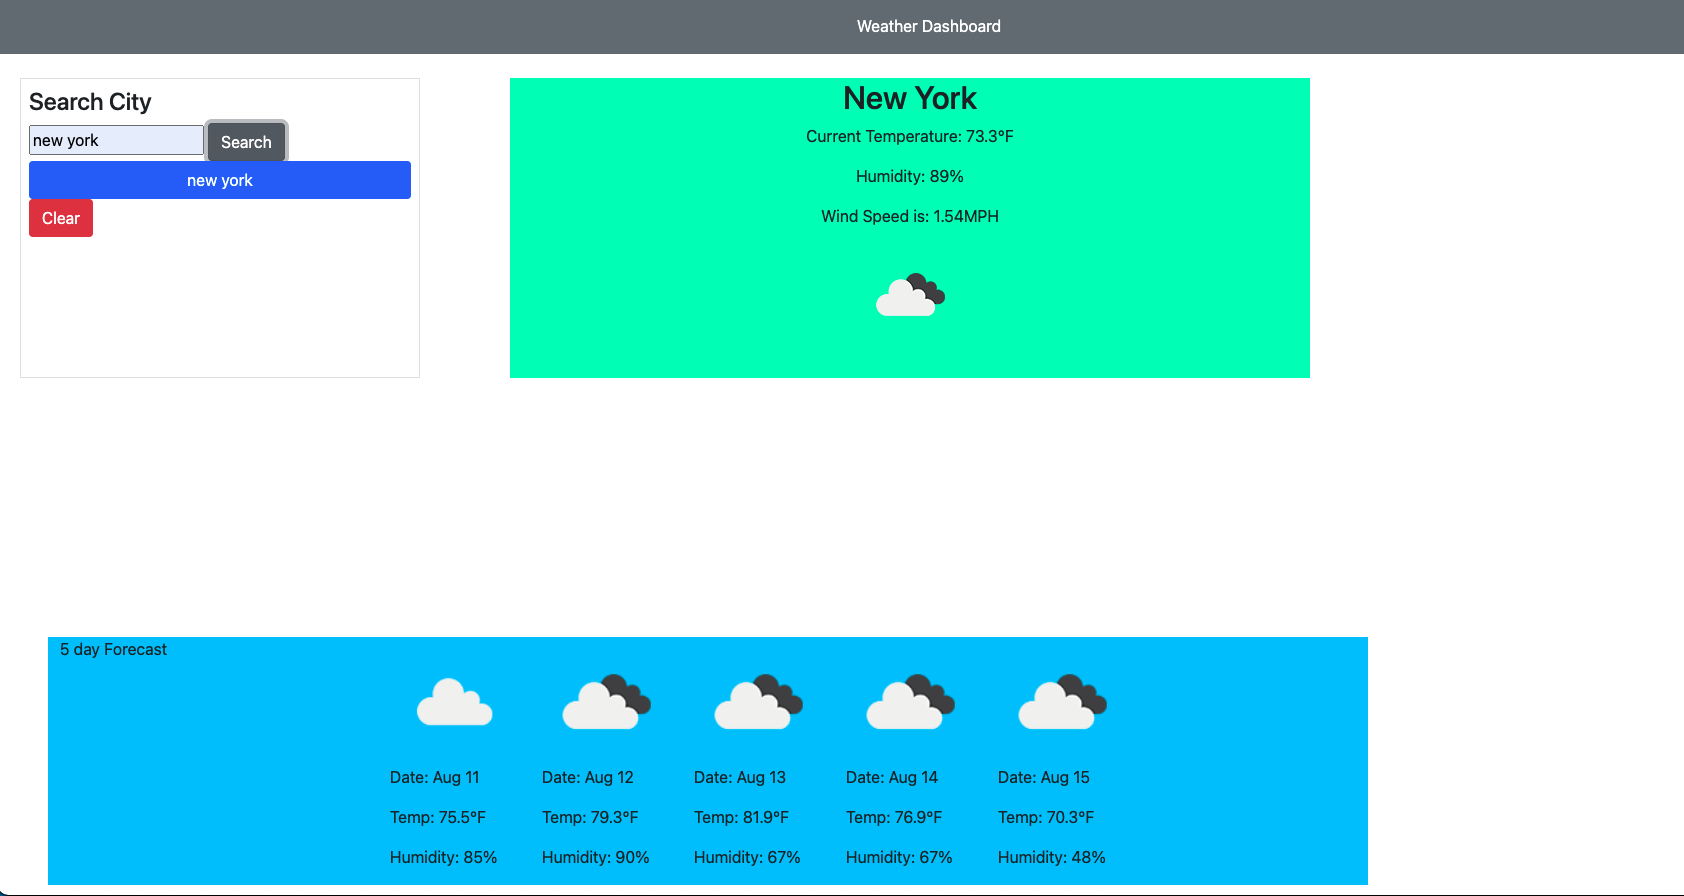 Weather Dashboard
Search City
new york
Search
new york
Clear
New York
Current Temperature: 73.3°F
Humidity: 89%
Wind Speed is: 1.54MPH
5 day Forecast
Date: Aug 11 Date: Aug 12 Date: Aug 13 Date: Aug 14 Date: Aug 15
Temp: 75.5°F Temp: 79.3°F Temp: 81.9°F Temp: 76.9°F Temp: 70.3°F
Humidity: 85% Humidity: 90% Humidity: 67% Humidity: 67% Humidity: 48%